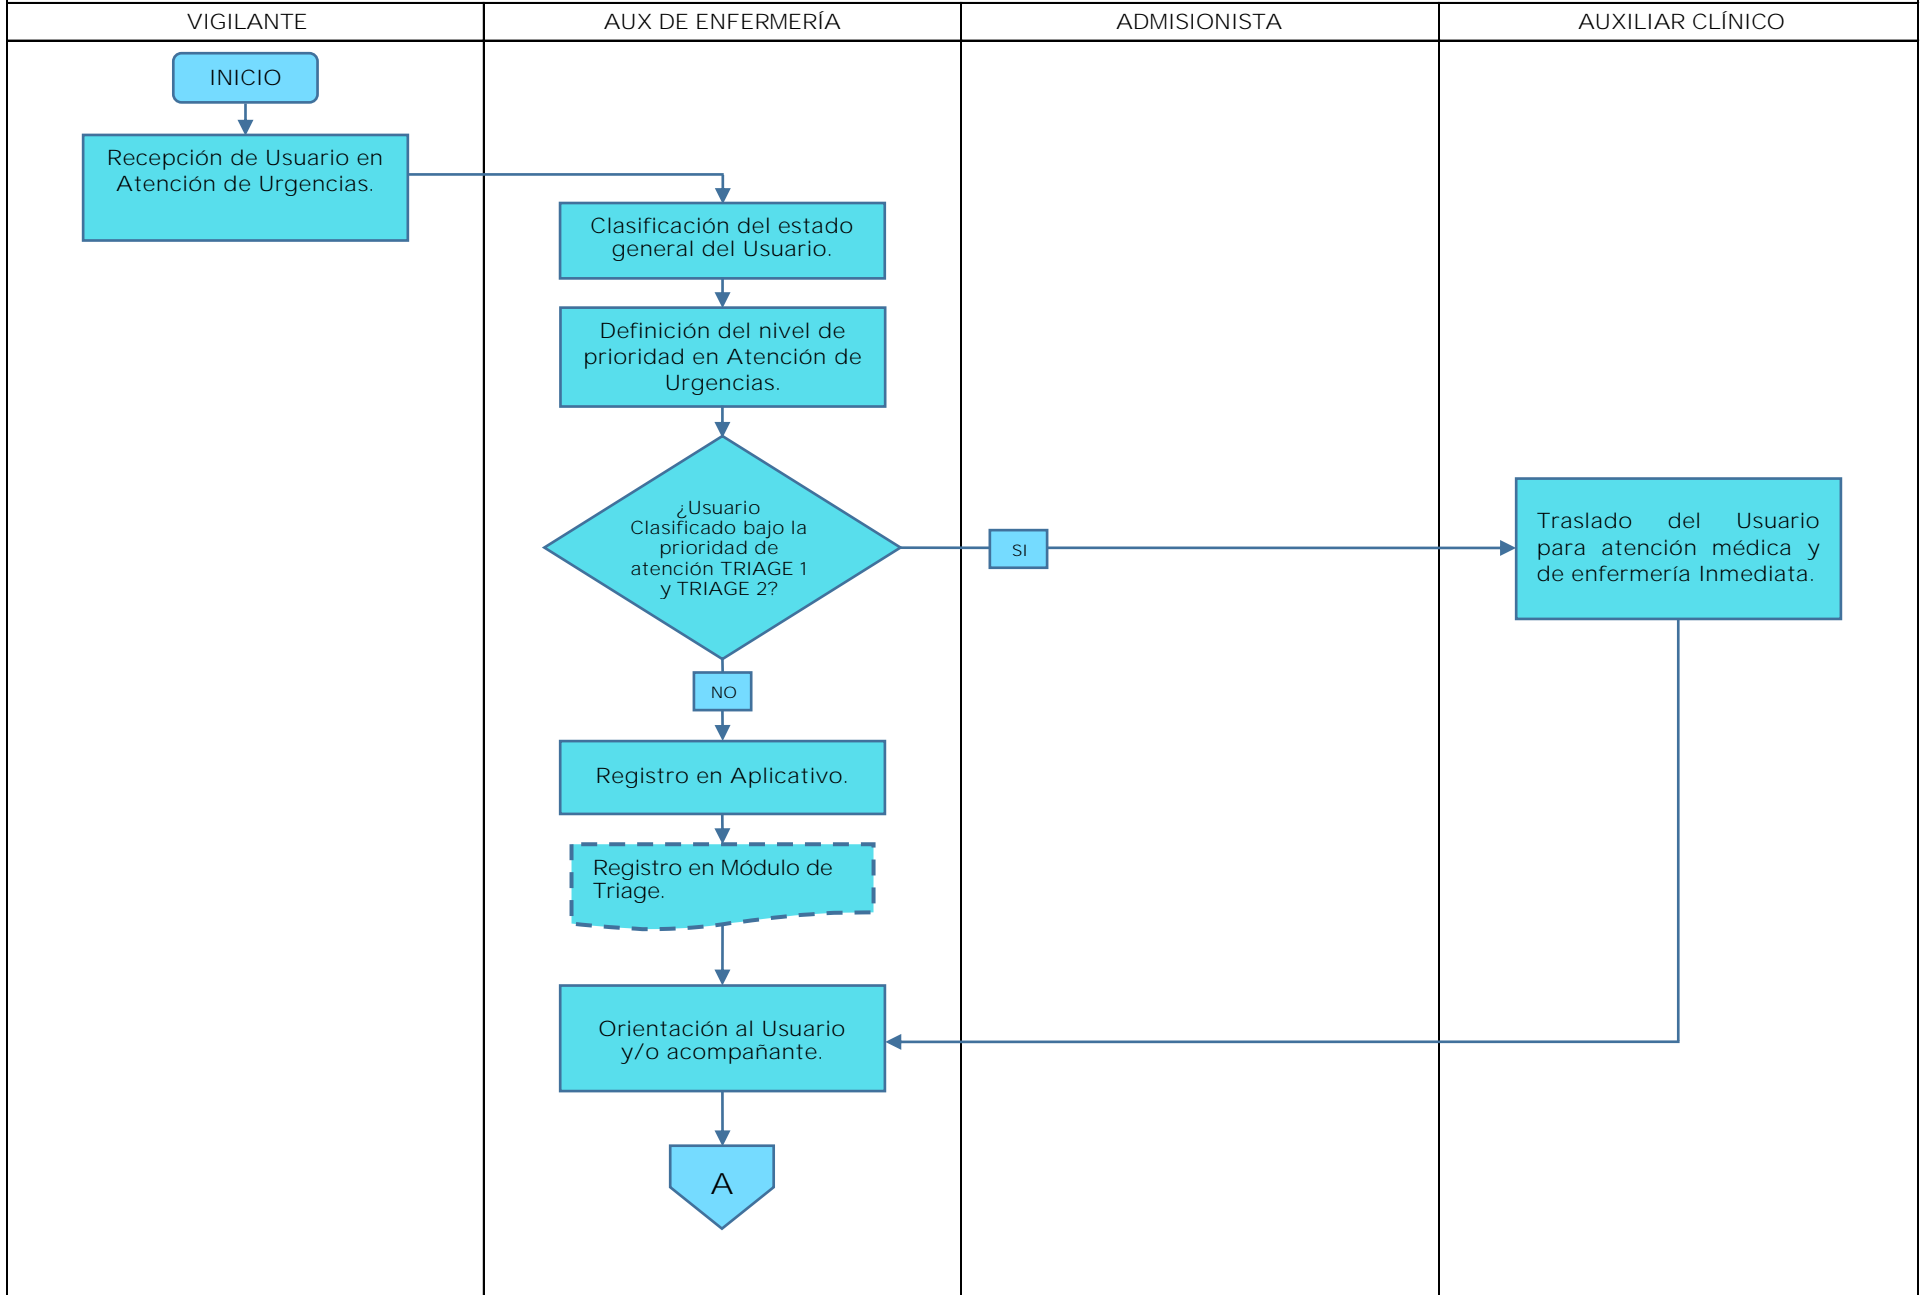 VIGILANTE
AUX DE ENFERMERÍA
ADMISIONISTA
AUXILIAR CLÍNICO
INICIO
Recepción de Usuario en
Atención de Urgencias.
Clasificación del estado
general del Usuario.
Definición del nivel de
prioridad en Atención de
Urgencias.
¿Usuario
Clasificado bajo la
prioridad de
atención TRIAGE 1
y TRIAGE 2?
SI
Traslado del Usuario
para atención médica y
de enfermería Inmediata.
NO
Registro en Aplicativo.
Registro en Módulo de
Triage.
Orientación al Usuario
y/o acompañante.
A